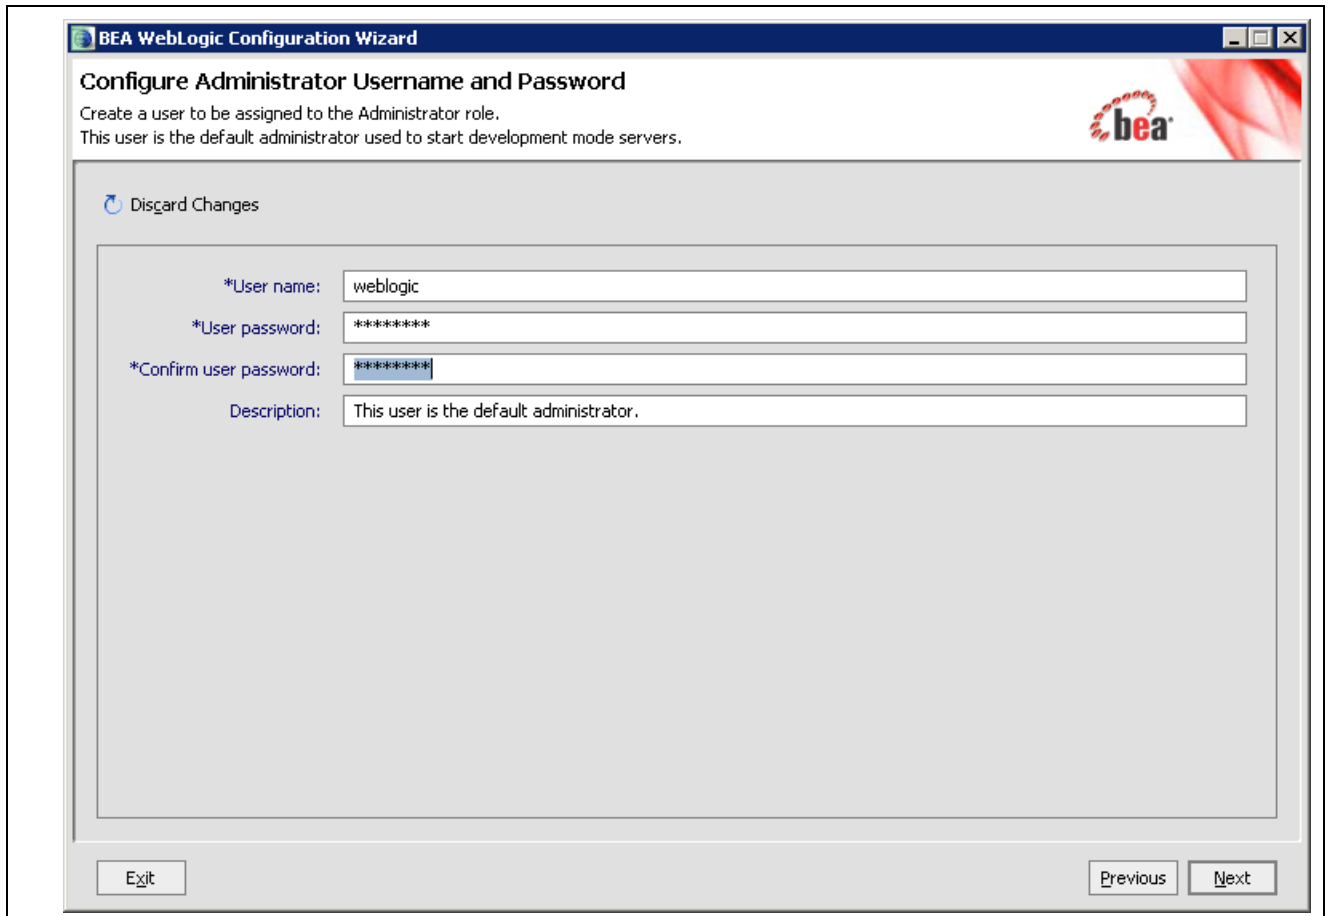 BEA WebLogic Configuration Wizard
Configure Administrator Username and Password
Create a user to be assigned to the Administrator role.
This user is the default administrator used to start development mode servers.
bea
Discard Changes
*User name: weblogic
*User password: ********
*Confirm user password: ********
Description: This user is the default administrator.
Exit Previous Next